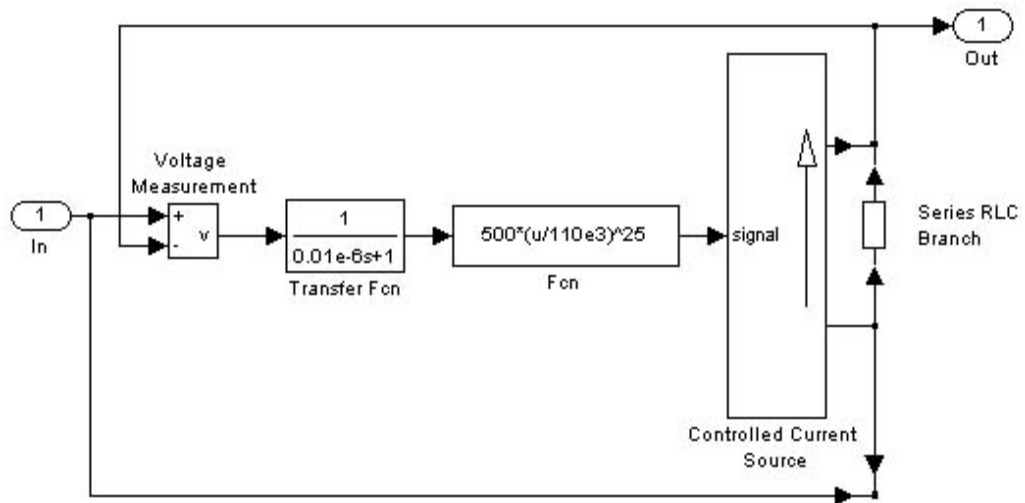 1
Out
Voltage
Measurement
1
In
+
-
v
1
0.01e-6s+1
Transfer Fcn
500*(u/110e3)^25
Fcn
signal
Series RLC
Branch
Controlled Current
Source